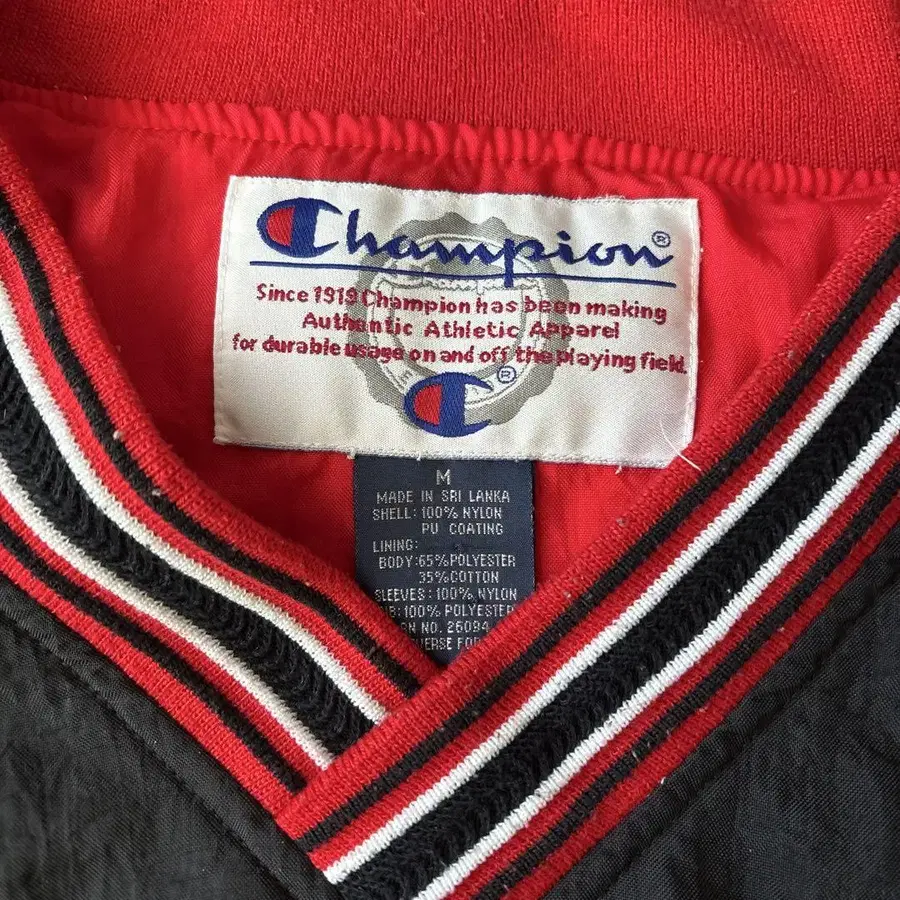 Champion®
Since 1919 Champion has been making
Authentic Athletic Apparel
for durable usage on and off the playing field.
®
M
MADE IN SRI LANKA
SHELL: 100% NYLON
PU COATING
LINING:
BODY: 65% POLYESTER
35% COTTON
SLEEVES: 100% NYLON
100% POLYESTER
NO. 26094
FOR